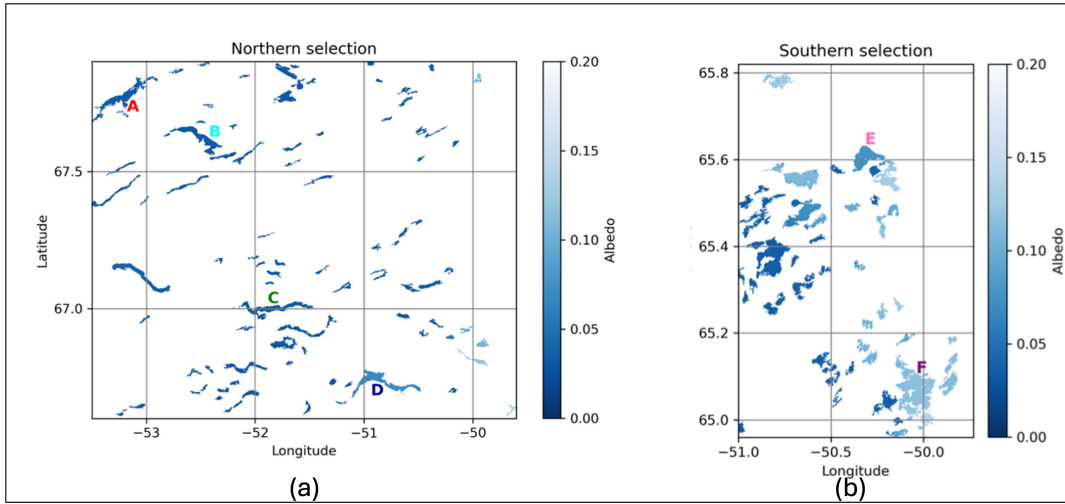 Northern selection
A
B
C
D
67.5
67.0
Latitude
−53
−52
−51
−50
Longitude
0.20
0.15
0.10
0.05
0.00
Albedo
(a)
Southern selection
E
F
65.8
65.6
65.4
65.2
65.0
−51.0
−50.5
−50.0
Longitude
0.20
0.15
0.10
0.05
0.00
Albedo
(b)